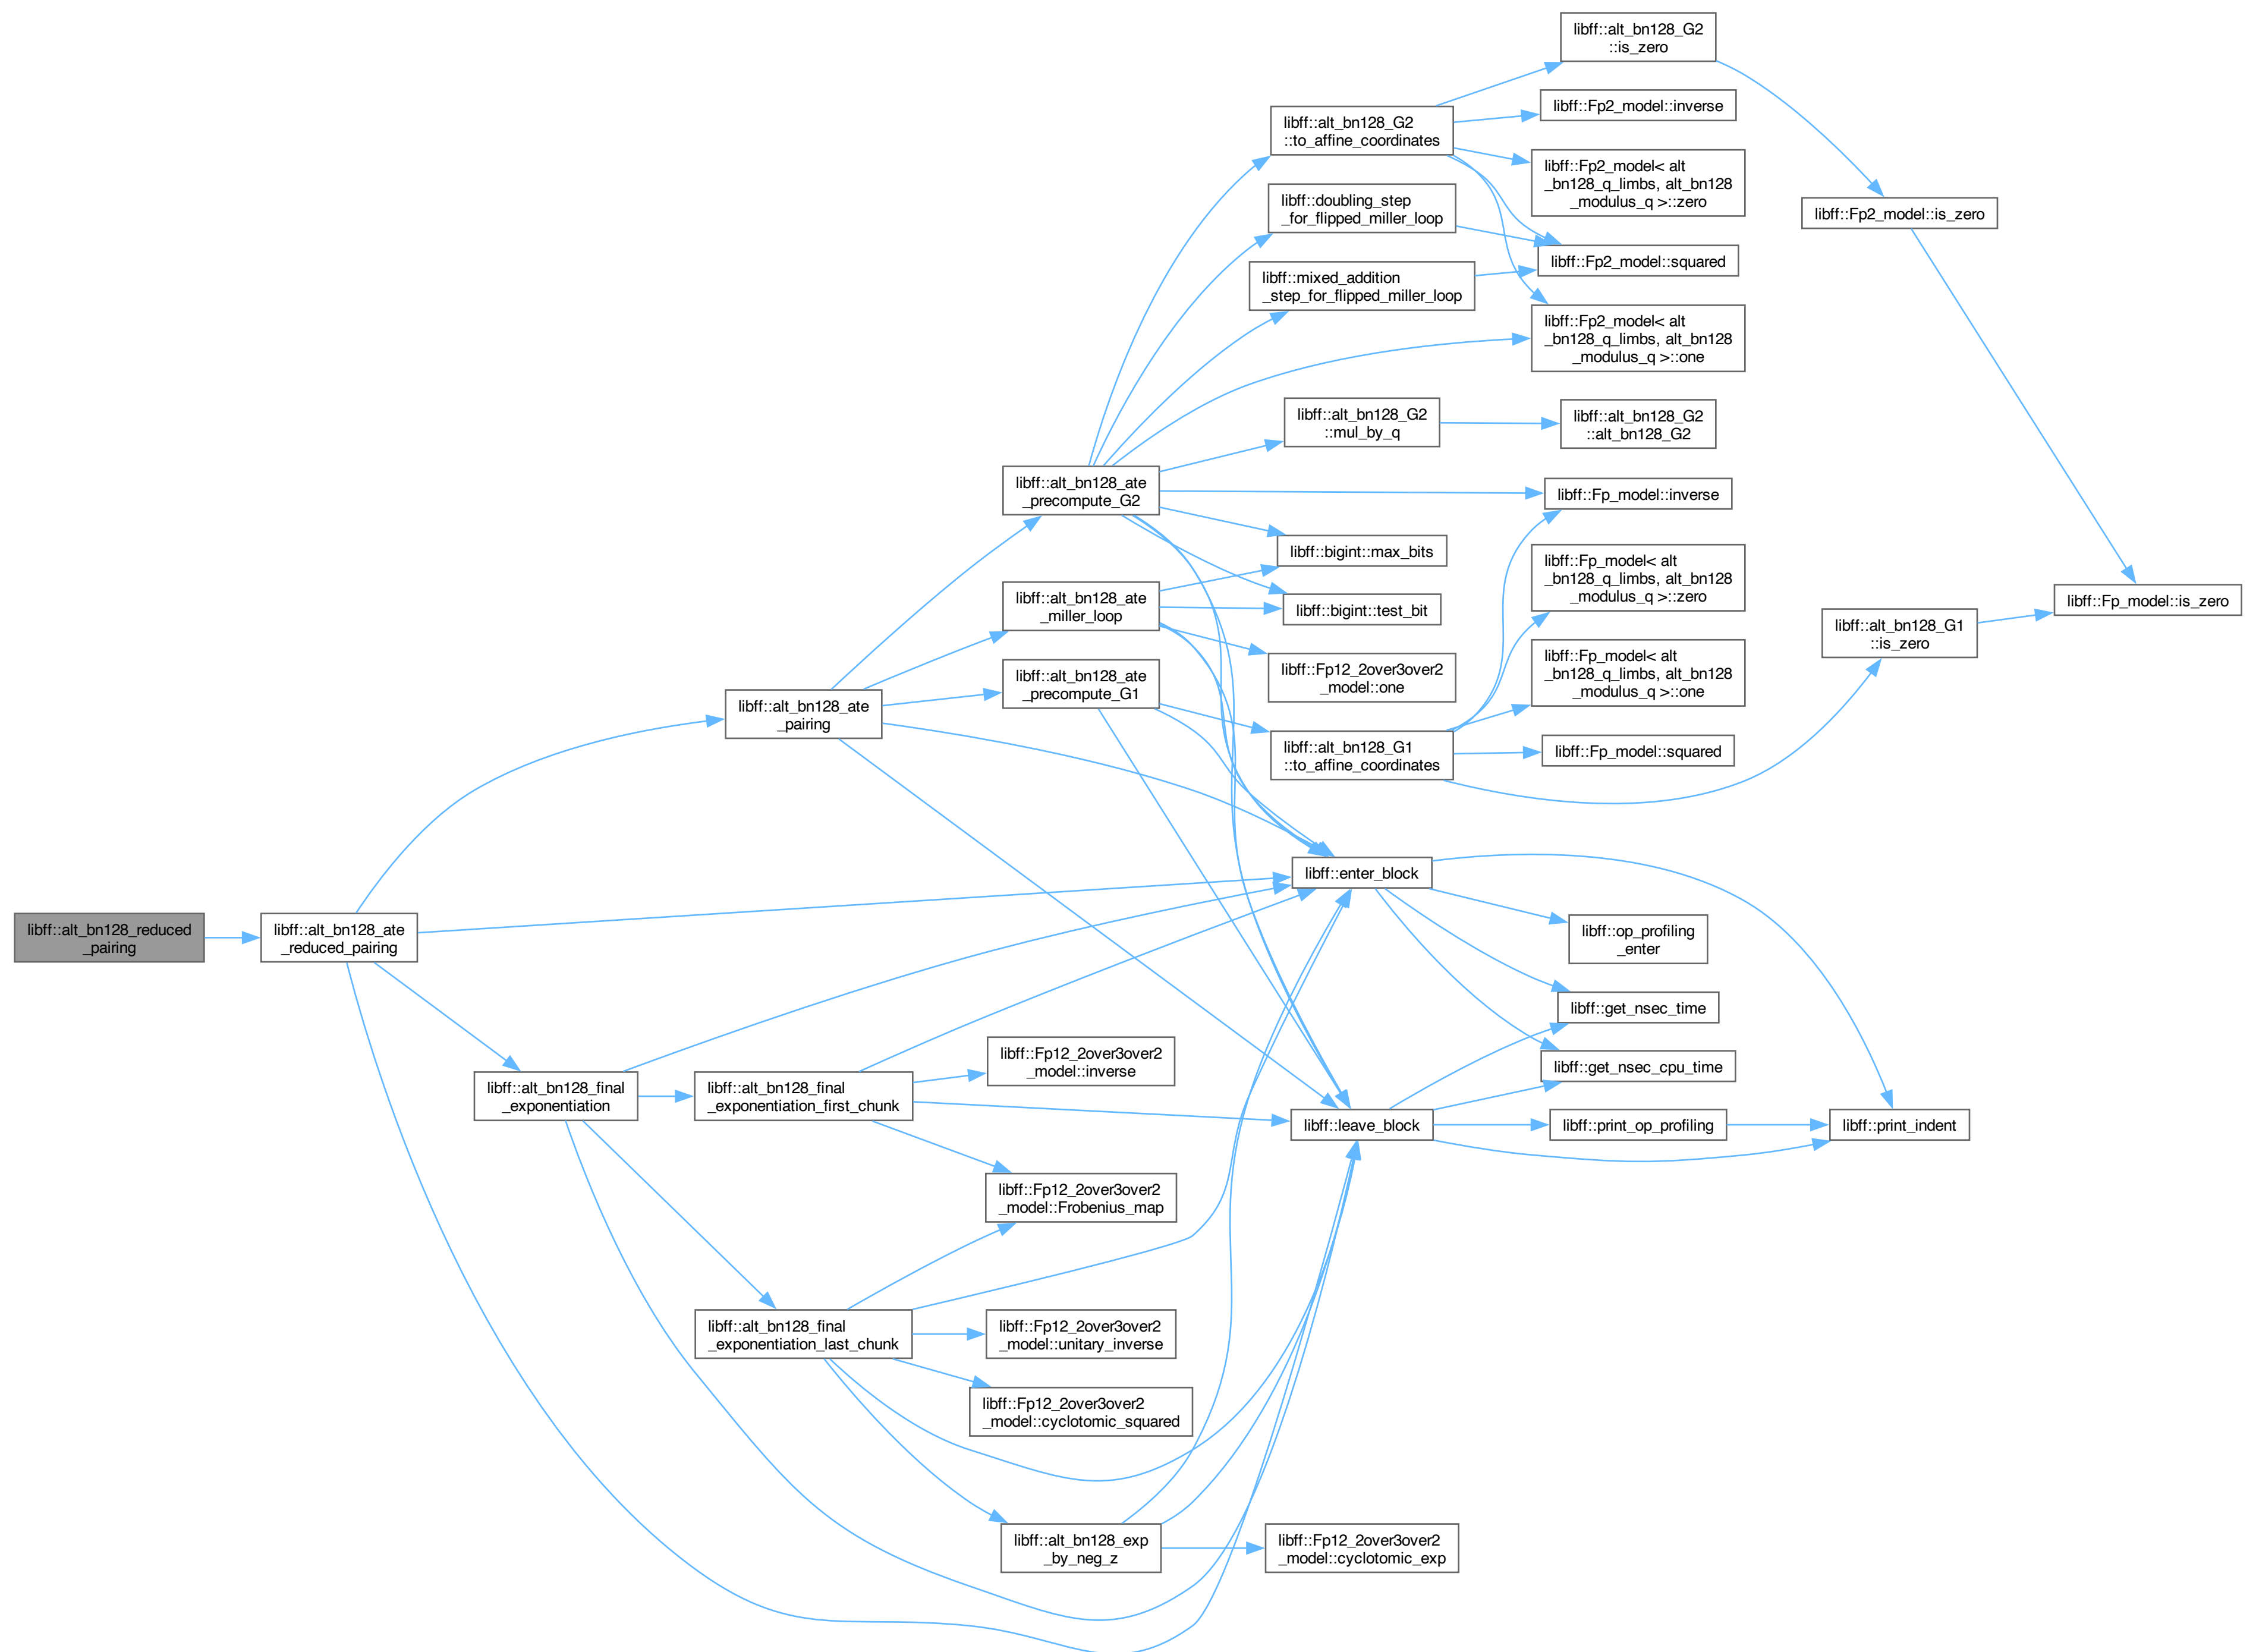 libff::alt_bn128_reduced
_pairing
libff::alt_bn128_ate
_reduced_pairing
libff::alt_bn128_ate
_pairing
libff::alt_bn128_final
_exponentiation
libff::alt_bn128_final
_exponentiation_first_chunk
libff::alt_bn128_final
_exponentiation_last_chunk
libff::alt_bn128_ate
_precompute_G2
libff::alt_bn128_ate
_miller_loop
libff::alt_bn128_ate
_precompute_G1
libff::Fp12_2over3over2
_model::inverse
libff::Fp12_2over3over2
_model::Frobenius_map
libff::Fp12_2over3over2
_model::unitary_inverse
libff::Fp12_2over3over2
_model::cyclotomic_squared
libff::alt_bn128_exp
_by_neg_z
libff::alt_bn128_G2
::to_affine_coordinates
libff::doubling_step
_for_flipped_miller_loop
libff::mixed_addition
_step_for_flipped_miller_loop
libff::alt_bn128_G2
::mul_by_q
libff::bigint::max_bits
libff::bigint::test_bit
libff::Fp12_2over3over2
_model::one
libff::alt_bn128_G1
::to_affine_coordinates
libff::enter_block
libff::leave_block
libff::Fp12_2over3over2
_model::cyclotomic_exp
libff::alt_bn128_G2
::is_zero
libff::Fp2_model::inverse
libff::Fp2_model< alt
_bn128_q_limbs, alt_bn128
_modulus_q >::zero
libff::Fp2_model::squared
libff::Fp2_model< alt
_bn128_q_limbs, alt_bn128
_modulus_q >::one
libff::alt_bn128_G2
::alt_bn128_G2
libff::Fp_model::inverse
libff::Fp_model< alt
_bn128_q_limbs, alt_bn128
_modulus_q >::zero
libff::Fp_model< alt
_bn128_q_limbs, alt_bn128
_modulus_q >::one
libff::Fp_model::squared
libff::op_profiling
_enter
libff::get_nsec_time
libff::get_nsec_cpu_time
libff::print_op_profiling
libff::Fp2_model::is_zero
libff::alt_bn128_G1
::is_zero
libff::print_indent
libff::Fp_model::is_zero